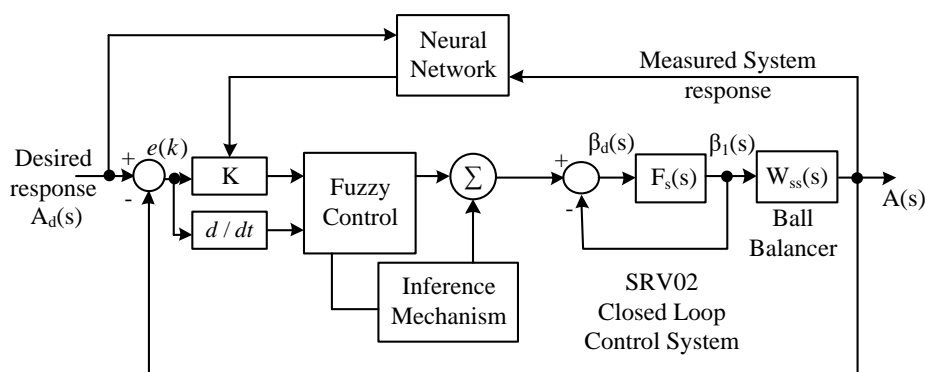 Neural
Network
Measured System
response
Desired
response
A_d(s)
+
-
e(k)
K
d / dt
Fuzzy
Control
Inference
Mechanism
∑
+
-
β_d(s)
F_s(s)
β_1(s)
W_ss(s)
A(s)
Ball
Balancer
SRV02
Closed Loop
Control System